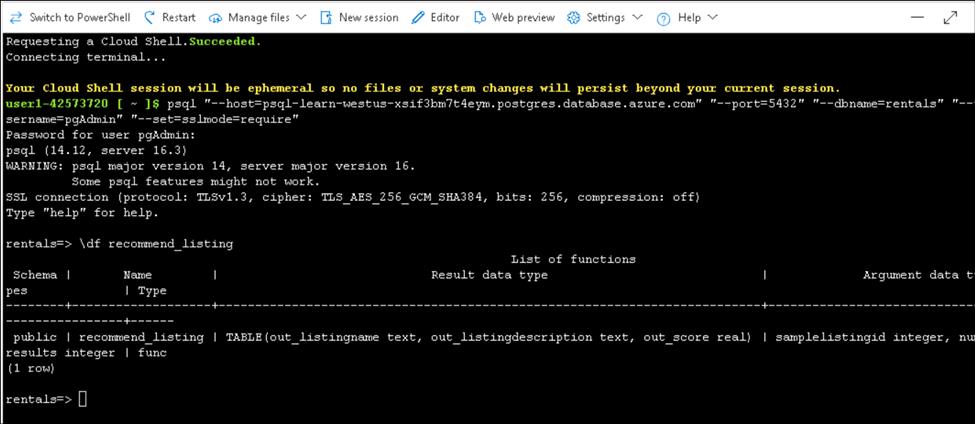 Switch to PowerShell Restart Manage files New session Editor Web preview Settings Help
Requesting a Cloud Shell.Succeeded.
Connecting terminal...
Your Cloud Shell session will be ephemeral so no files or system changes will persist beyond your current session.
user1-42573720 [ ~ ]$ psql "--host=psql-learn-westus-xsif3bm7t4eym.postgres.database.azure.com" "--port=5432" "--dbname=rentals" "--
sername=pgAdmin" "--set=sslmode=require"
Password for user pgAdmin:
psql (14.12, server 16.3)
WARNING: psql major version 14, server major version 16.
Some psql features might not work.
SSL connection (protocol: TLSv1.3, cipher: TLS_AES_256_GCM_SHA384, bits: 256, compression: off)
Type "help" for help.
rentals=> \df recommend_listing
List of functions
Schema | Name | Result data type | Argument data t
pes | Type
--------+-------------------+------------------------------------------------------------------------+---------------------------
----------------+------
public | recommend_listing | TABLE(out_listingname text, out_listingdescription text, out_score real) | samplelistingid integer, nu
results integer | func
(1 row)
rentals=>